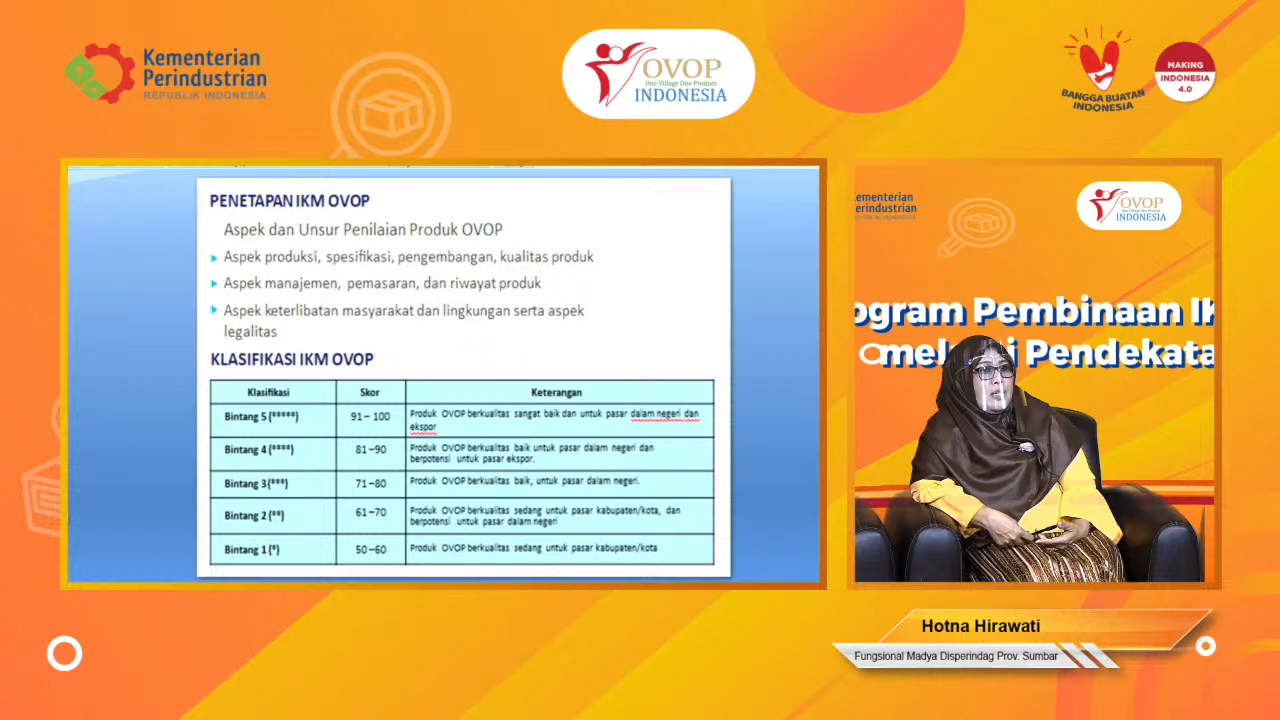 Kementerian
Perindustrian
REPUBLIK INDONESIA
OVOP
One Village One Product
INDONESIA
BANGGA BUATAN
INDONESIA
MAKING
INDONESIA
4.0
PENETAPAN IKM OVOP
Aspek dan Unsur Penilaian Produk OVOP
Aspek produksi, spesifikasi, pengembangan, kualitas produk
Aspek manajemen, pemasaran, dan riwayat produk
Aspek keterlibatan masyarakat dan lingkungan serta aspek
legalitas
KLASIFIKASI IKM OVOP
Klasifikasi Skor Keterangan
Bintang 5 (*****) 91 – 100 Produk OVOP berkualitas sangat baik dan untuk pasar dalam negeri dan
ekspor
Bintang 4 (****) 81 –90 Produk OVOP berkualitas baik untuk pasar dalam negeri dan
berpotensi untuk pasar ekspor.
Bintang 3(***) 71 –80 Produk OVOP berkualitas baik, untuk pasar dalam negeri.
Bintang 2 (**) 61 –70 Produk OVOP berkualitas sedang untuk pasar kabupaten/kota, dan
berpotensi untuk pasar dalam negeri
Bintang 1 (*) 50 –60 Produk OVOP berkualitas sedang untuk pasar kabupaten/kota
ementerian
erindustrian
OVOP
INDONESIA
ogram Pembinaan IK
Pendekata
Hotna Hirawati
Fungsional Madya Disperindag Prov. Sumbar